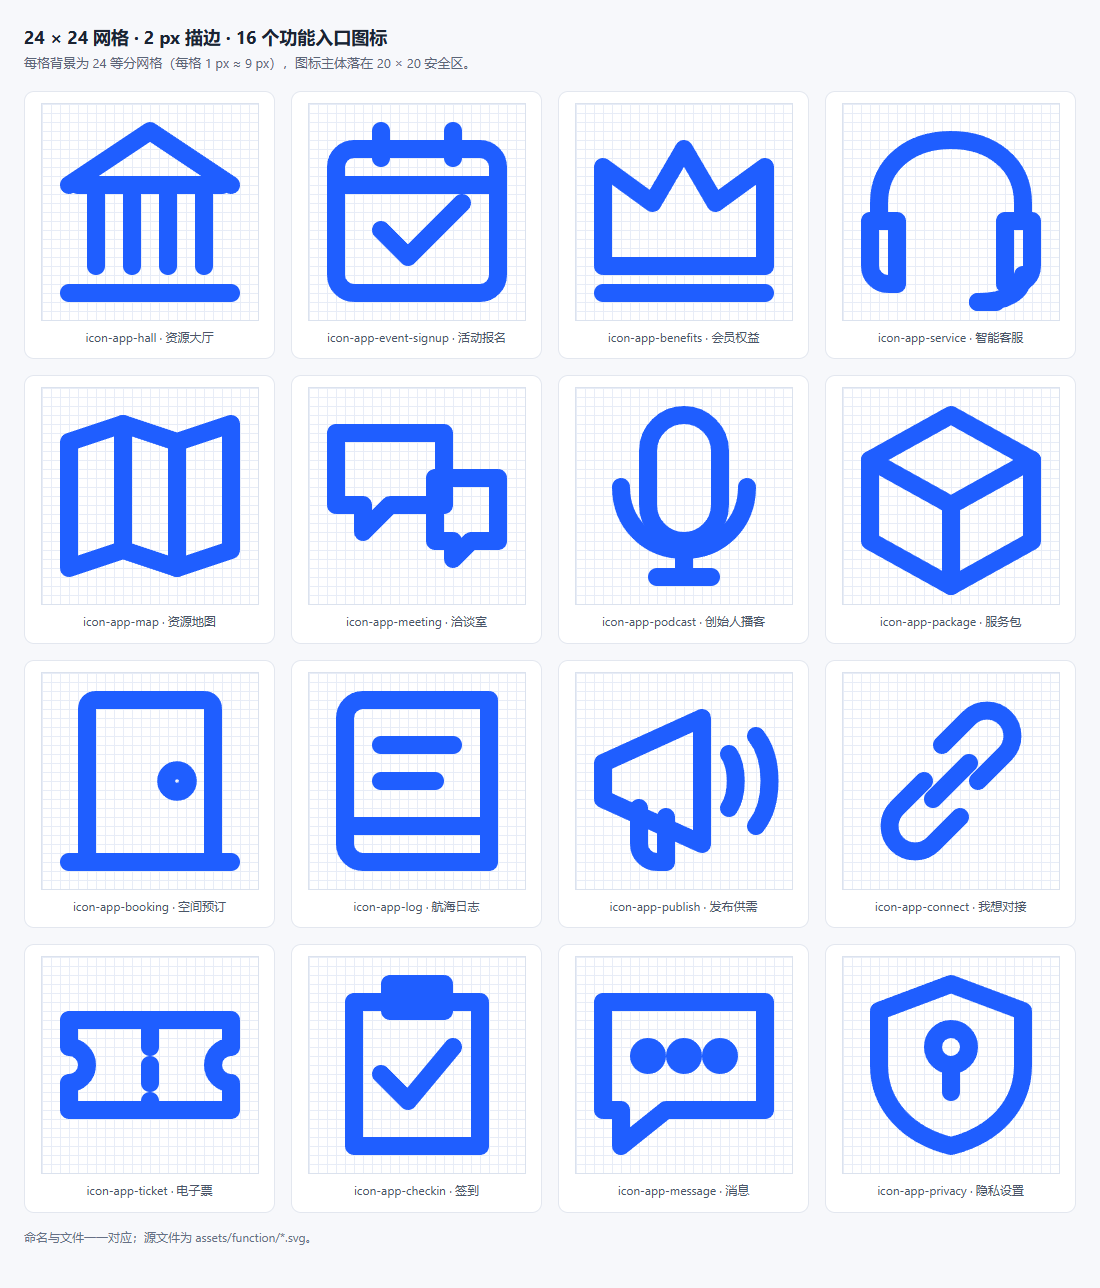 24 × 24 网格 · 2 px 描边 · 16 个功能入口图标
每格背景为 24 等分网格（每格 1 px ≈ 9 px），图标主体落在 20 × 20 安全区。
icon-app-hall · 资源大厅
icon-app-event-signup · 活动报名
icon-app-benefits · 会员权益
icon-app-service · 智能客服
icon-app-map · 资源地图
icon-app-meeting · 洽谈室
icon-app-podcast · 创始人播客
icon-app-package · 服务包
icon-app-booking · 空间预订
icon-app-log · 航海日志
icon-app-publish · 发布供需
icon-app-connect · 我想对接
icon-app-ticket · 电子票
icon-app-checkin · 签到
icon-app-message · 消息
icon-app-privacy · 隐私设置
命名与文件一一对应；源文件为 assets/function/*.svg。